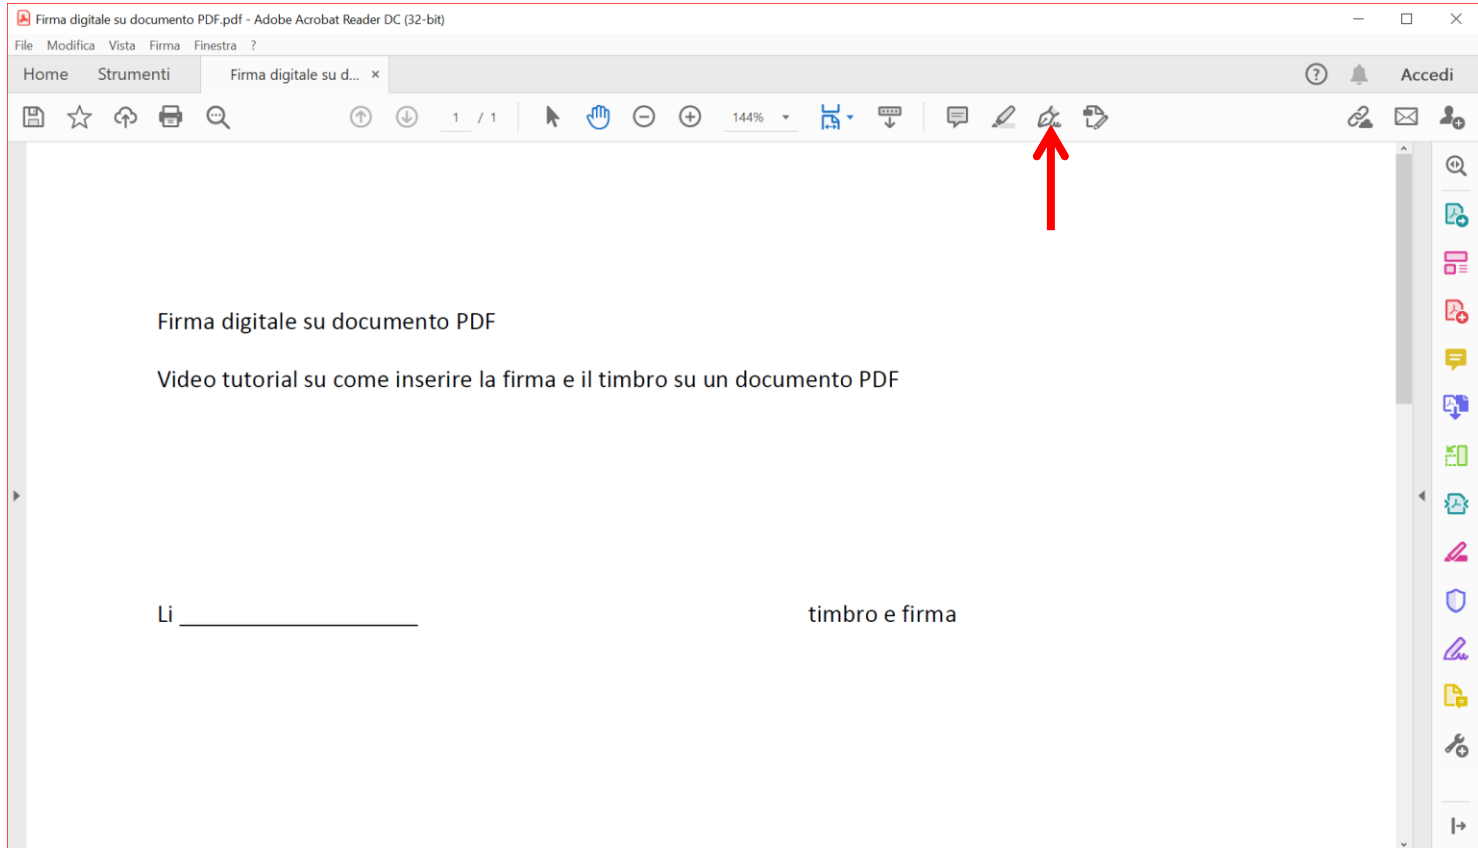 Firma digitale su documento PDF.pdf - Adobe Acrobat Reader DC (32-bit)
File Modifica Vista Firma Finestra ?
Home Strumenti Firma digitale su d... × ? Accedi
1 / 1 144%
Firma digitale su documento PDF
Video tutorial su come inserire la firma e il timbro su un documento PDF
Li ____________________ timbro e firma